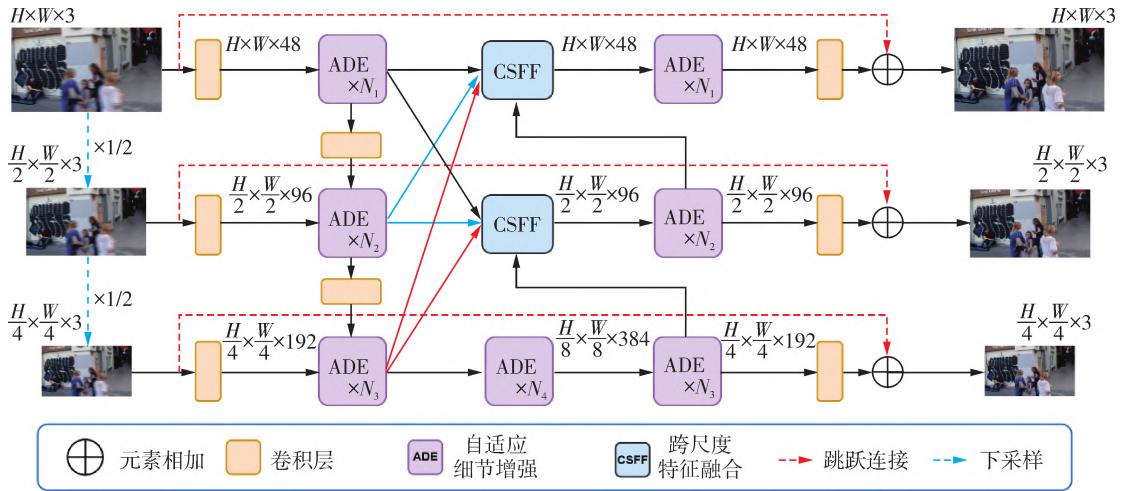 H×W×3
H×W×48
ADE
×N₁
CSFF
H×W×48
ADE
×N₁
H×W×48
H×W×3
×1/2
H/2×W/2×3
H/2×W/2×96
ADE
×N₂
CSFF
H/2×W/2×96
ADE
×N₂
H/2×W/2×96
H/2×W/2×3
×1/2
H/4×W/4×3
H/4×W/4×192
ADE
×N₃
ADE
×N₄
H/8×W/8×384
ADE
×N₃
H/4×W/4×192
H/4×W/4×3
元素相加
卷积层
ADE
自适应
细节增强
CSFF
跨尺度
特征融合
跳跃连接
下采样